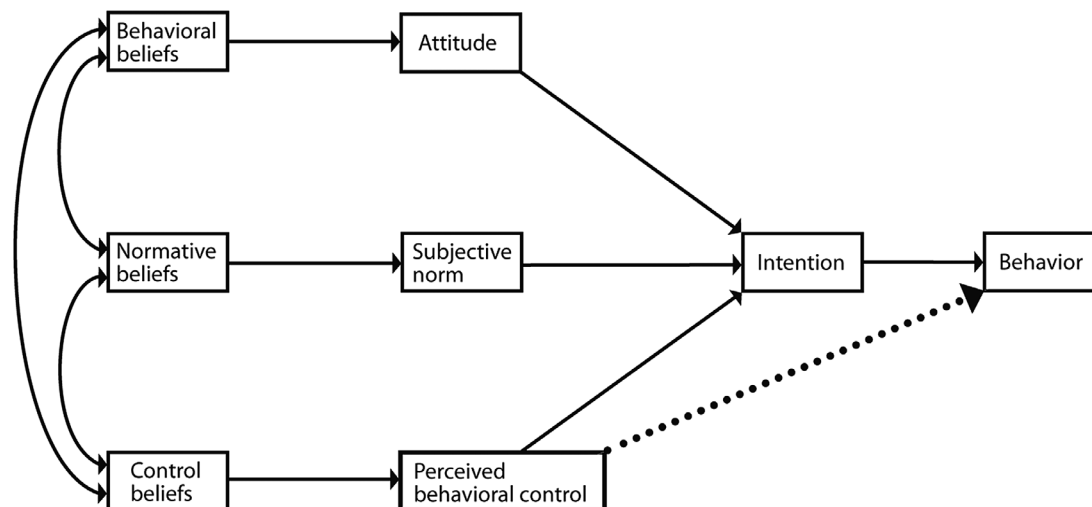 Behavioral
beliefs
Attitude
Normative
beliefs
Subjective
norm
Intention
Behavior
Control
beliefs
Perceived
behavioral control